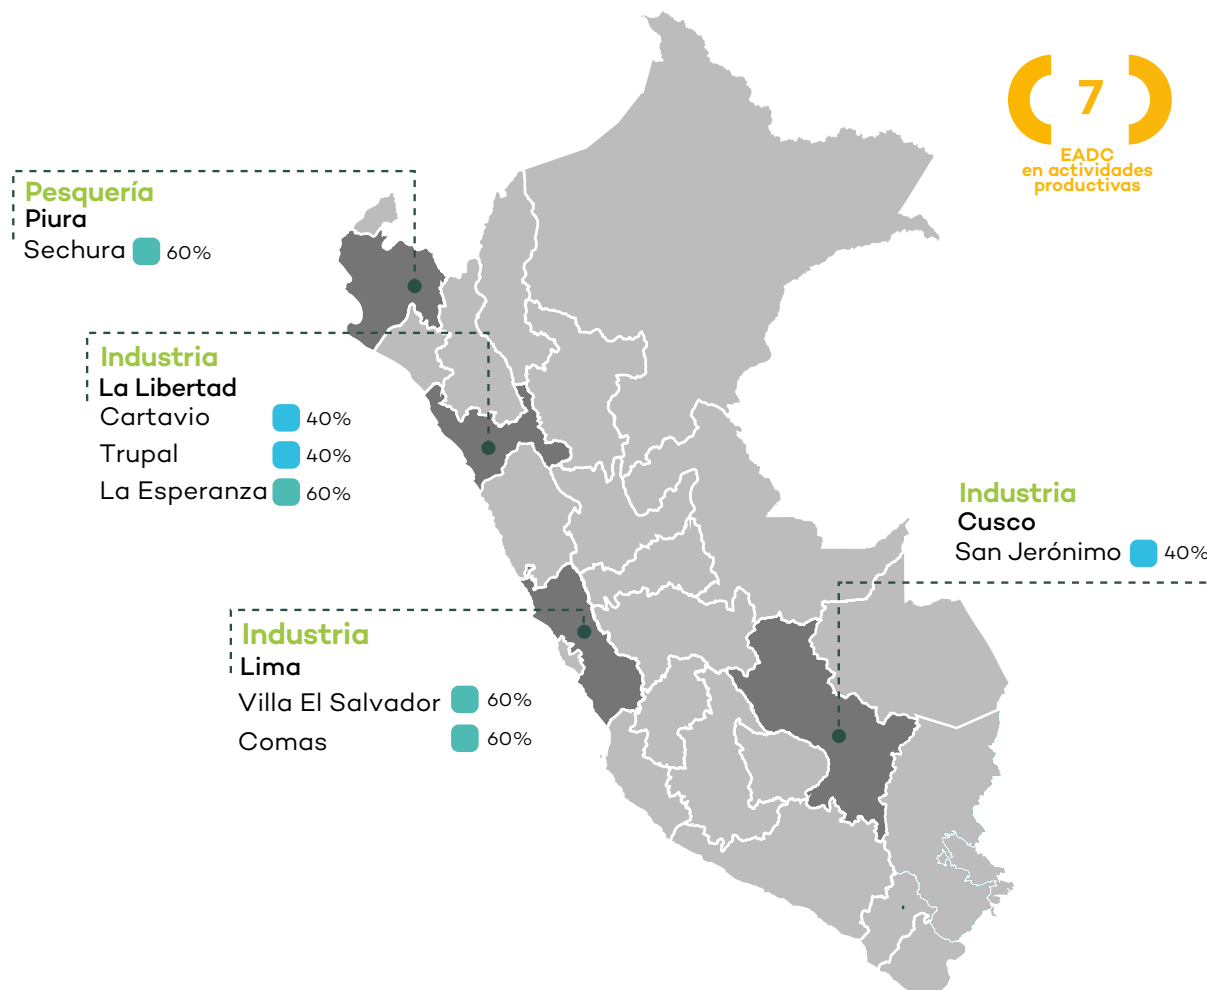 7
EADC
en actividades
productivas
Pesquería
Piura
Sechura 60%
Industria
La Libertad
Cartavio 40%
Trupal 40%
La Esperanza 60%
Industria
Cusco
San Jerónimo 40%
Industria
Lima
Villa El Salvador 60%
Comas 60%